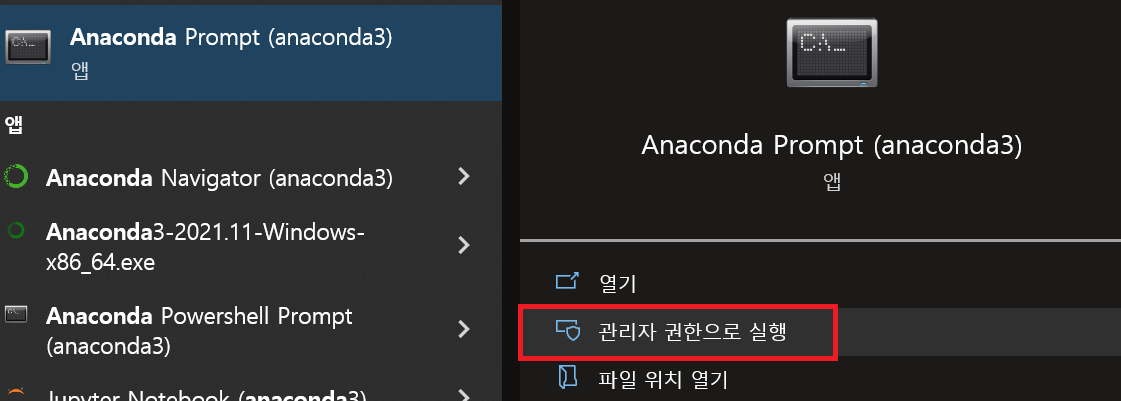 Anaconda Prompt (anaconda3)
앱
앱
Anaconda Navigator (anaconda3)
Anaconda3-2021.11-Windows-
x86_64.exe
Anaconda Powershell Prompt
(anaconda3)
Jupyter Notebook (anaconda3)
Anaconda Prompt (anaconda3)
앱
열기
관리자 권한으로 실행
파일 위치 열기